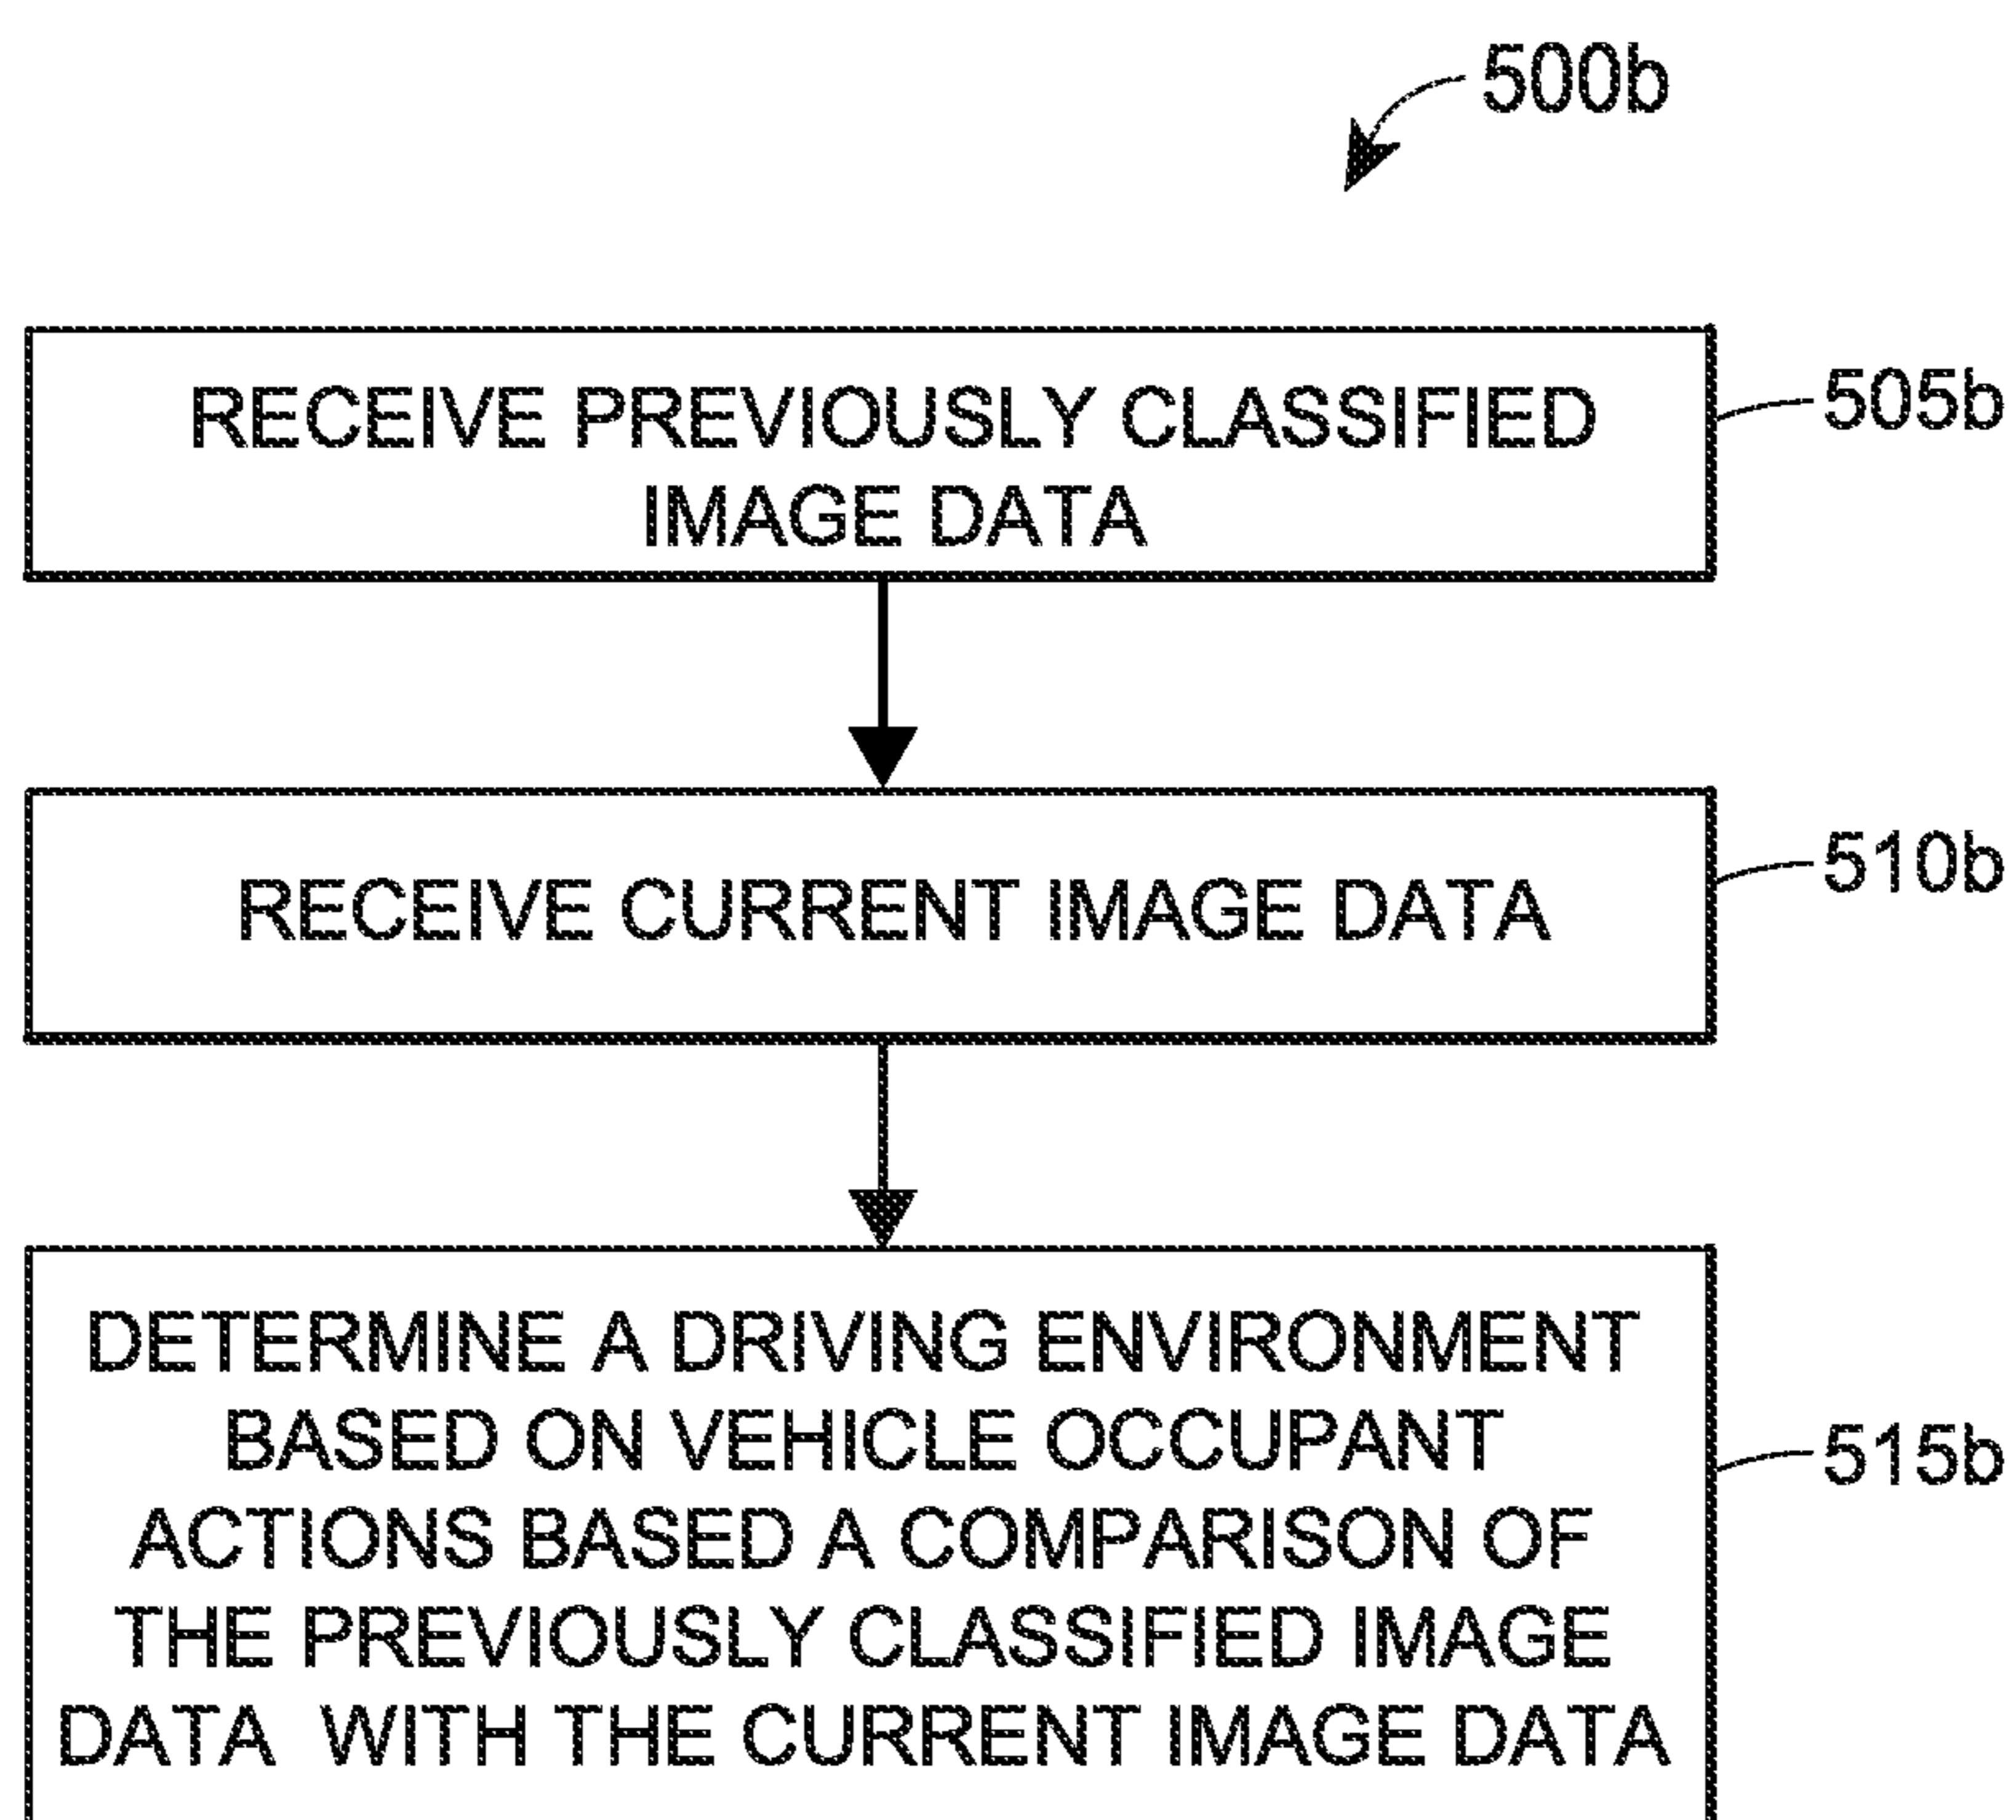 500b
RECEIVE PREVIOUSLY CLASSIFIED
IMAGE DATA
505b
RECEIVE CURRENT IMAGE DATA
510b
DETERMINE A DRIVING ENVIRONMENT
BASED ON VEHICLE OCCUPANT
ACTIONS BASED A COMPARISON OF
THE PREVIOUSLY CLASSIFIED IMAGE
DATA WITH THE CURRENT IMAGE DATA
515b